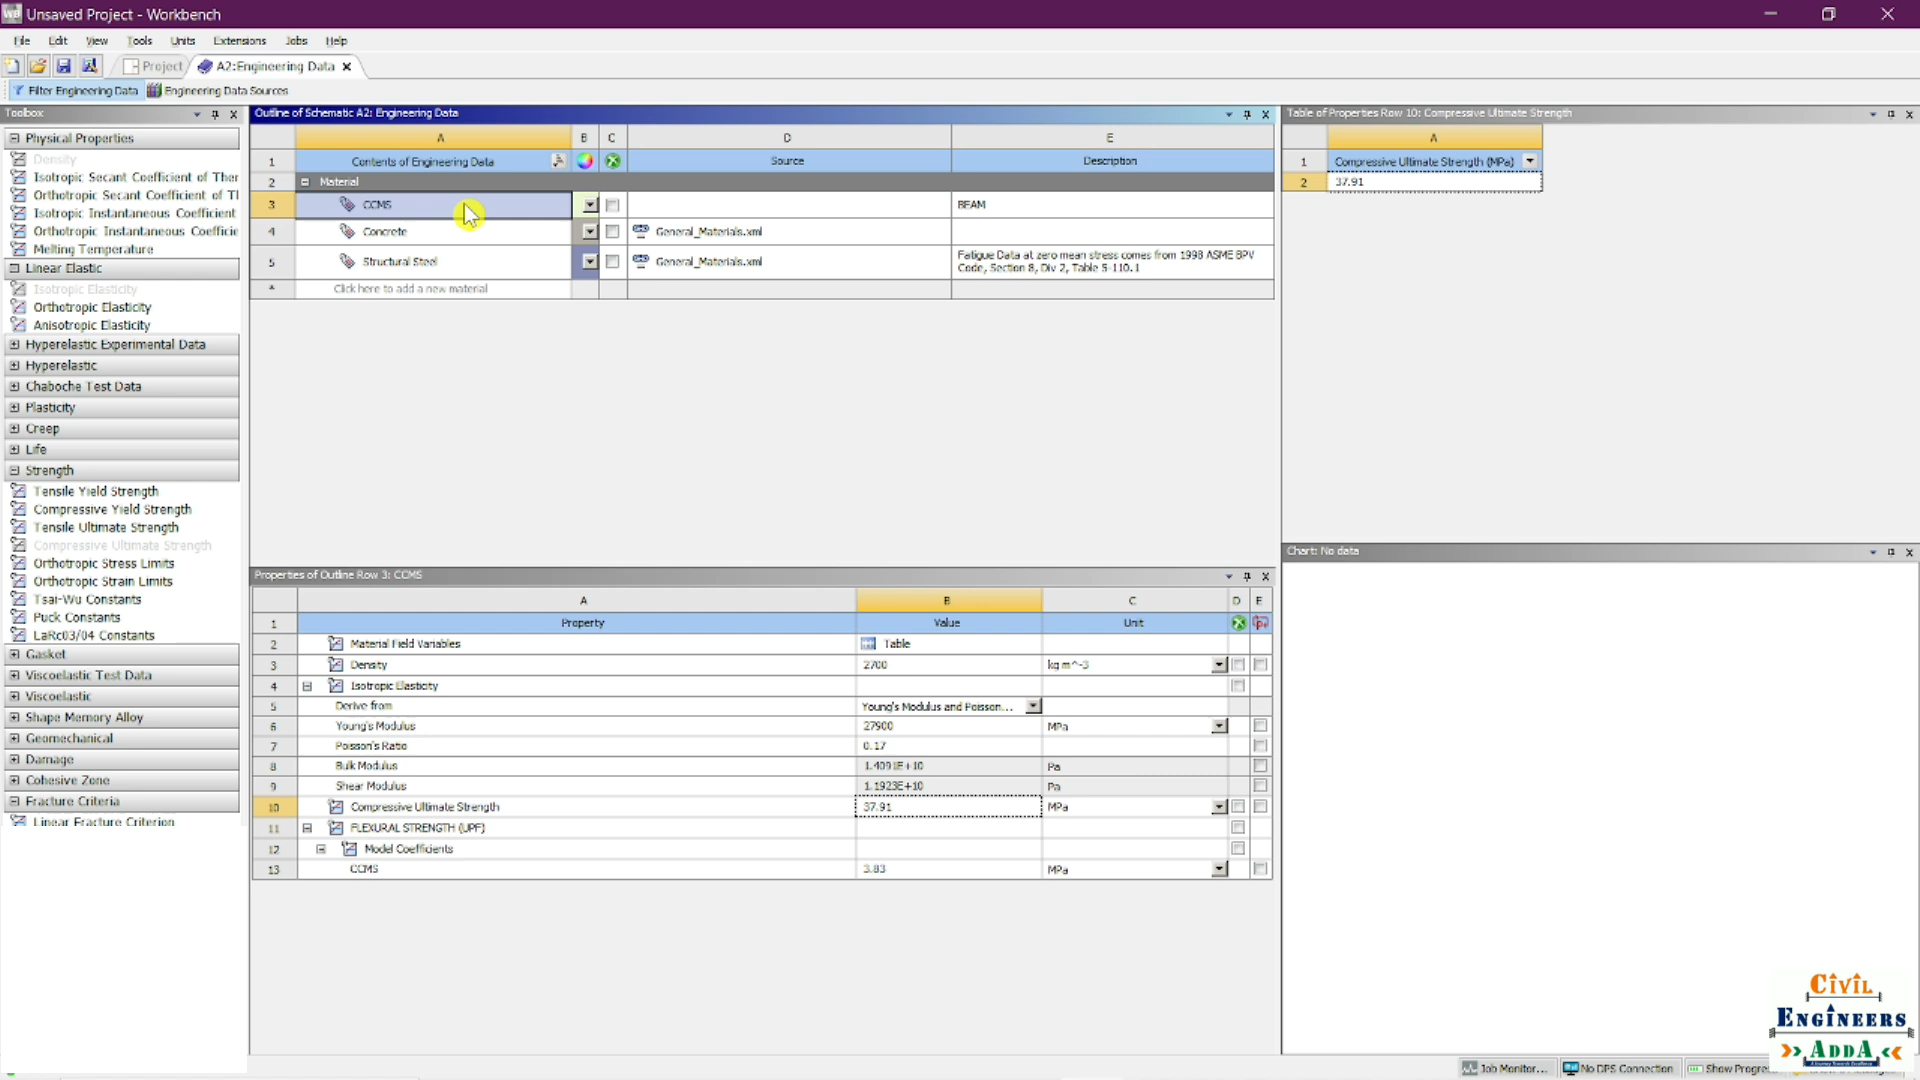 Unsaved Project - Workbench
File Edit View Tools Units Extensions Jobs Help
Project A2:Engineering Data
Filter Engineering Data Engineering Data Sources
Toolbox
Physical Properties
Density
Isotropic Secant Coefficient of Ther
Orthotropic Secant Coefficient of Tl
Isotropic Instantaneous Coefficient
Orthotropic Instantaneous Coefficie
Melting Temperature
Linear Elastic
Isotropic Elasticity
Orthotropic Elasticity
Anisotropic Elasticity
Hyperelastic Experimental Data
Hyperelastic
Chaboche Test Data
Plasticity
Creep
Life
Strength
Tensile Yield Strength
Compressive Yield Strength
Tensile Ultimate Strength
Compressive Ultimate Strength
Orthotropic Stress Limits
Orthotropic Strain Limits
Tsai-Wu Constants
Puck Constants
LaRc03/04 Constants
Gasket
Viscoelastic Test Data
Viscoelastic
Shape Memory Alloy
Geomechanical
Damage
Cohesive Zone
Fracture Criteria
Linear Fracture Criterion
Outline of Schematic A2: Engineering Data
A B C D E
1 Contents of Engineering Data Source Description
2 Material
3 CCMS BEAM
4 Concrete General_Materials.xml
5 Structural Steel General_Materials.xml Fatigue Data at zero mean stress comes from 1998 ASME BPV
Code, Section 8, Div 2, Table 5-110.1
* Click here to add a new material
Properties of Outline Row 3: CCMS
A B C D E
1 Property Value Unit
2 Material Field Variables Table
3 Density 2700 kg m^-3
4 Isotropic Elasticity
5 Derive from Young's Modulus and Poisson...
6 Young's Modulus 27900 MPa
7 Poisson's Ratio 0.17
8 Bulk Modulus 1.4091E+10 Pa
9 Shear Modulus 1.1923E+10 Pa
10 Compressive Ultimate Strength 37.91 MPa
11 FLEXURAL STRENGTH (UPF)
12 Model Coefficients
13 CCMS 3.83 MPa
Table of Properties Row 10: Compressive Ultimate Strength
A
1 Compressive Ultimate Strength (MPa)
2 37.91
Chart: No data
CIVIL
ENGINEERS
ADDA
Job Monitor... No DPS Connection Show Progres